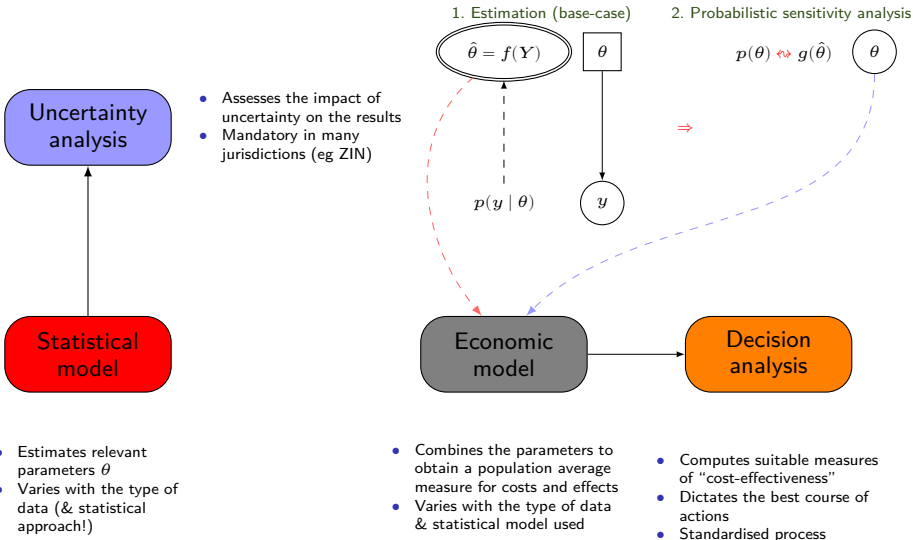 1. Estimation (base-case)
2. Probabilistic sensitivity analysis
θ̂ = f(Y)
θ
p(θ) ↭ g(θ̂)
θ
Uncertainty
analysis
• Assesses the impact of
uncertainty on the results
• Mandatory in many
jurisdictions (eg ZIN)
⇒
p(y | θ)
y
Statistical
model
Economic
model
Decision
analysis
• Estimates relevant
parameters θ
• Varies with the type of
data (& statistical
approach!)
• Combines the parameters to
obtain a population average
measure for costs and effects
• Varies with the type of data
& statistical model used
• Computes suitable measures
of “cost-effectiveness”
• Dictates the best course of
actions
• Standardised process